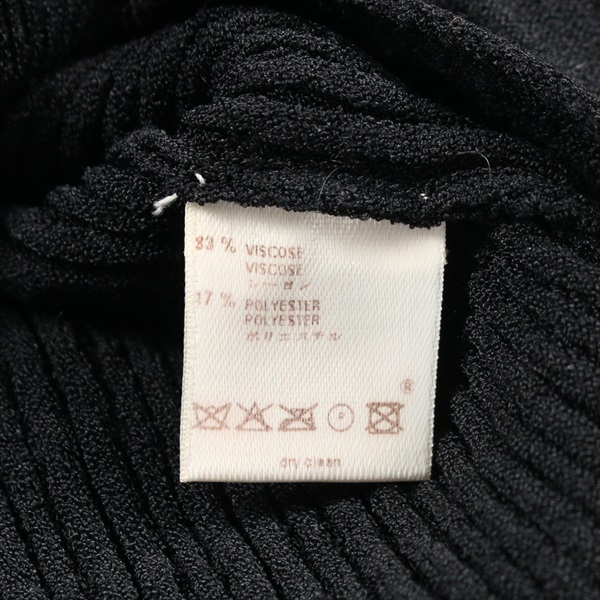 83 % VISCOSE
VISCOSE
レーヨン
17 % POLYESTER
POLYESTER
ポリエステル
®
P
dry clean